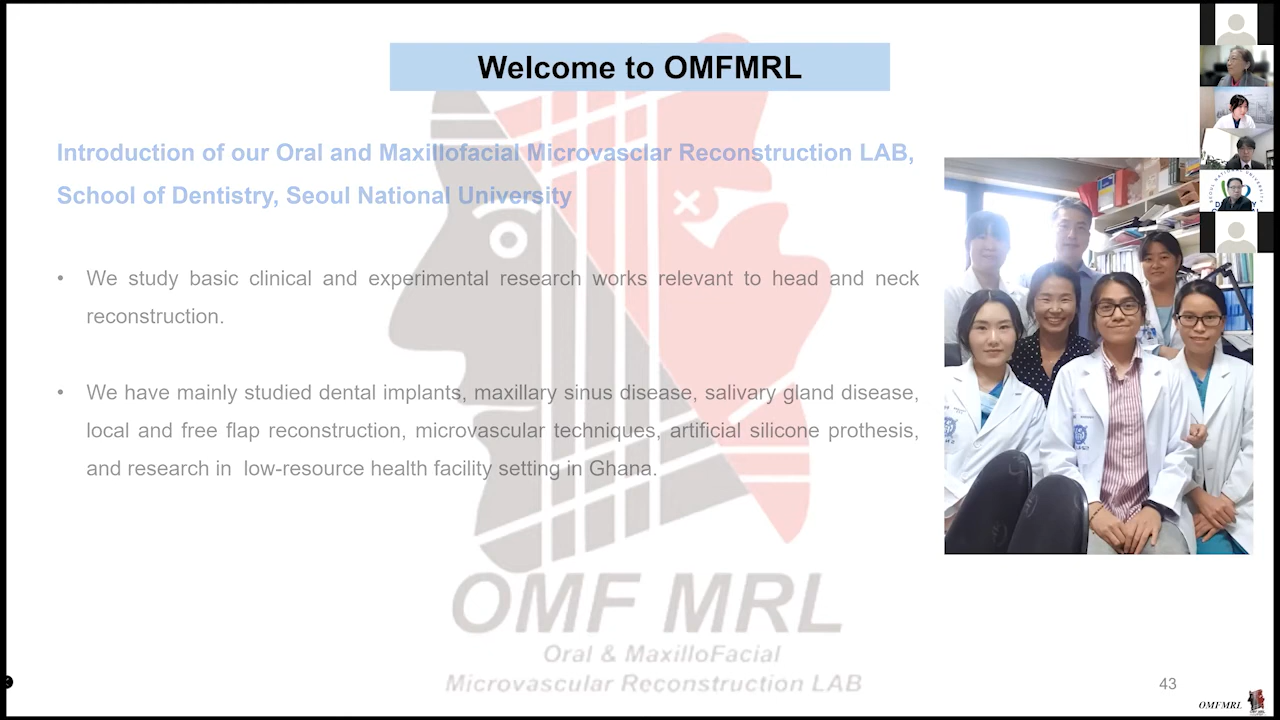 Welcome to OMFMRL
Introduction of our Oral and Maxillofacial Microvasclar Reconstruction LAB,
School of Dentistry, Seoul National University
• We study basic clinical and experimental research works relevant to head and neck
reconstruction.
• We have mainly studied dental implants, maxillary sinus disease, salivary gland disease,
local and free flap reconstruction, microvascular techniques, artificial silicone prothesis,
and research in low-resource health facility setting in Ghana.
OMF MRL
Oral & MaxilloFacial
Microvascular Reconstruction LAB
43
OMFMRL
OMF MRL